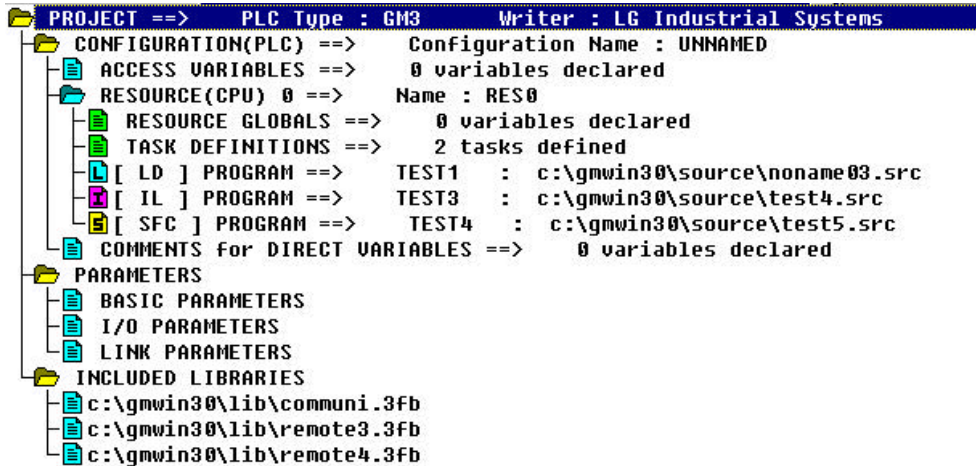 PROJECT ==> PLC Type : GM3 Writer : LG Industrial Systems
CONFIGURATION(PLC) ==> Configuration Name : UNNAMED
ACCESS VARIABLES ==> 0 variables declared
RESOURCE(CPU) 0 ==> Name : RES0
RESOURCE GLOBALS ==> 0 variables declared
TASK DEFINITIONS ==> 2 tasks defined
L [ LD ] PROGRAM ==> TEST1 : c:\gmwin30\source\noname03.src
I [ IL ] PROGRAM ==> TEST3 : c:\gmwin30\source\test4.src
S [ SFC ] PROGRAM ==> TEST4 : c:\gmwin30\source\test5.src
COMMENTS for DIRECT VARIABLES ==> 0 variables declared
PARAMETERS
BASIC PARAMETERS
I/O PARAMETERS
LINK PARAMETERS
INCLUDED LIBRARIES
c:\gmwin30\lib\communi.3fb
c:\gmwin30\lib\remote3.3fb
c:\gmwin30\lib\remote4.3fb